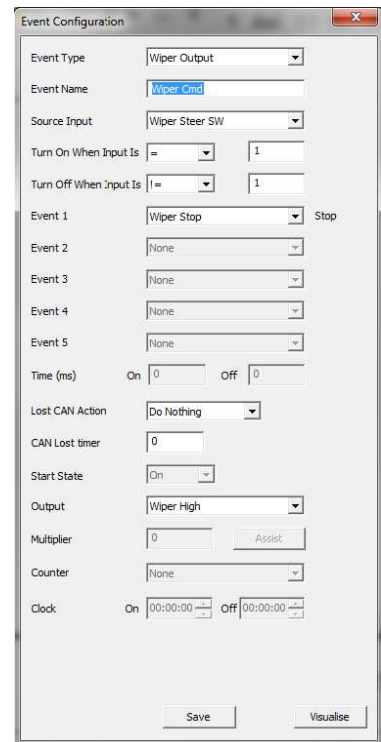 Event Configuration
Event Type Wiper Output
Event Name Wiper Cmd
Source Input Wiper Steer SW
Turn On When Input Is = 1
Turn Off When Input Is != 1
Event 1 Wiper Stop Stop
Event 2 None
Event 3 None
Event 4 None
Event 5 None
Time (ms) On 0 Off 0
Lost CAN Action Do Nothing
CAN Lost timer 0
Start State On
Output Wiper High
Multiplier 0 Assist
Counter None
Clock On 00:00:00 Off 00:00:00
Save Visualise